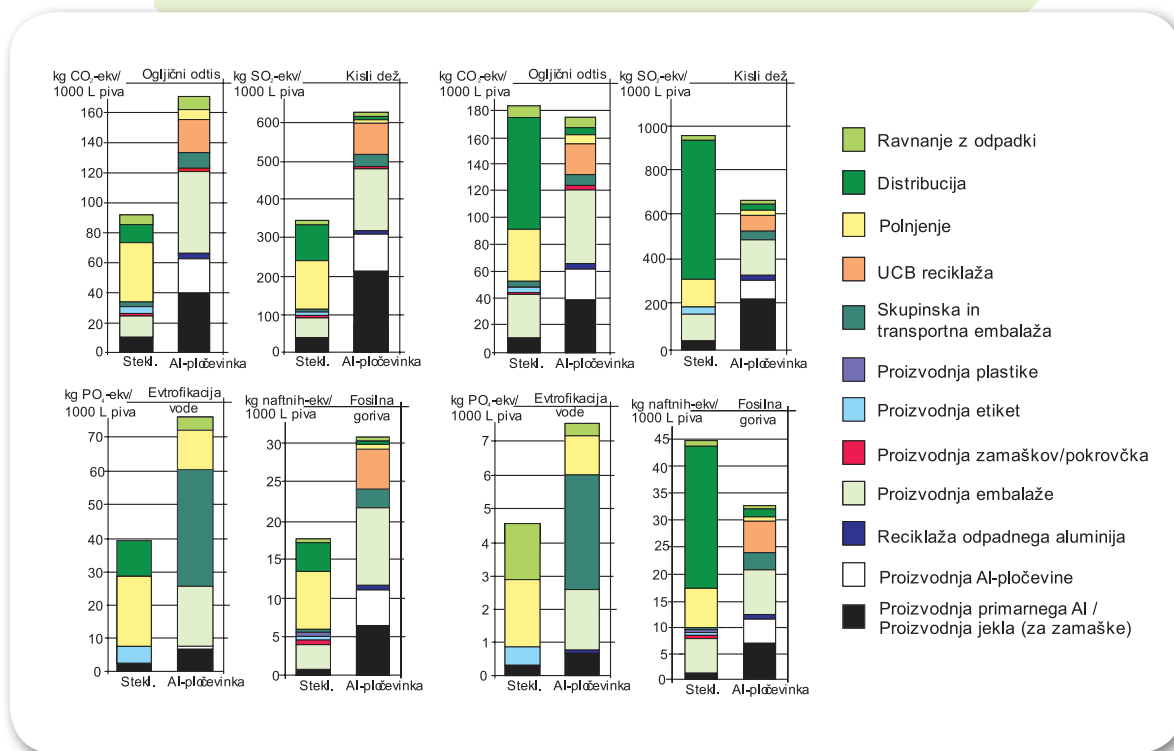 kg CO₂-ekv/ Ogljični odtis
1000 L piva
160
140
120
100
80
60
40
20
0
Stekl. Al-pločevinka
kg SO₂-ekv/ Kisli dež
1000 L piva
600
500
400
300
200
100
0
Stekl. Al-pločevinka
kg CO₂-ekv/ Ogljični odtis
1000 L piva
180
160
140
120
100
80
60
40
20
0
Stekl. Al-pločevinka
kg SO₂-ekv/ Kisli dež
1000 L piva
1000
800
600
400
200
0
Stekl. Al-pločevinka
kg PO₄-ekv/ Evtrofikacija
1000 L piva vode
70
60
50
40
30
20
10
0
Stekl. Al-pločevinka
kg naftnih-ekv/ Fosilna
1000 L piva goriva
30
25
20
15
10
5
0
Stekl. Al-pločevinka
kg PO₄-ekv/ Evtrofikacija
1000 L piva vode
7
6
5
4
3
2
1
0
Stekl. Al-pločevinka
kg naftnih-ekv/ Fosilna
1000 L piva goriva
45
40
35
30
25
20
15
10
5
0
Stekl. Al-pločevinka
Ravnanje z odpadki
Distribucija
Polnjenje
UCB reciklaža
Skupinska in
transportna embalaža
Proizvodnja plastike
Proizvodnja etiket
Proizvodnja zamaškov/pokrovčka
Proizvodnja embalaže
Reciklaža odpadnega aluminija
Proizvodnja Al-pločevine
Proizvodnja primarnega Al /
Proizvodnja jekla (za zamaške)